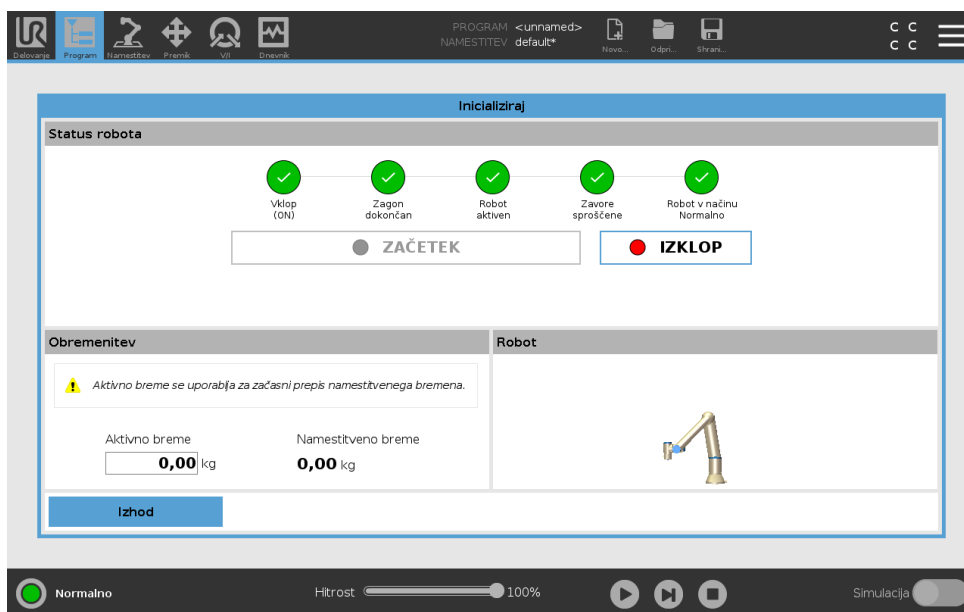 UR
PROGRAM <unnamed>
NAMESTITEV default*
Delovanje Program Namestitev Premik V/I Dnevnik Novo... Odpri... Shrani...
C C
C C
Inicializiraj
Status robota
Vklop (ON)
Zagon dokončan
Robot aktiven
Zavore sproščene
Robot v načinu Normalno
ZAČETEK IZKLOP
Obremenitev Robot
Aktivno breme se uporablja za začasni prepis namestitvenega bremena.
Aktivno breme Namestitveno breme
0,00 kg 0,00 kg
Izhod
Normalno Hitrost 100% Simulacija